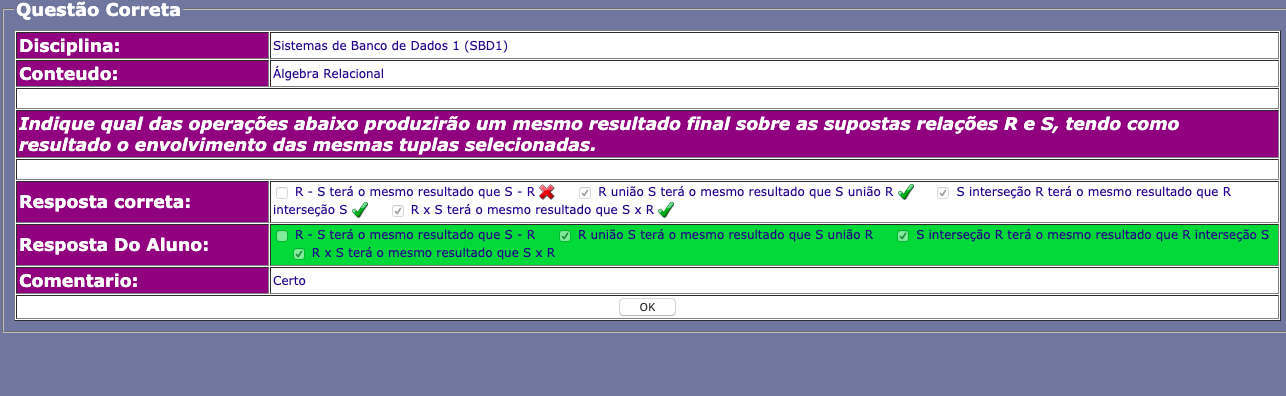 Questão Correta
Disciplina: Sistemas de Banco de Dados 1 (SBD1)
Conteudo: Álgebra Relacional
Indique qual das operações abaixo produzirão um mesmo resultado final sobre as supostas relações R e S, tendo como
resultado o envolvimento das mesmas tuplas selecionadas.
Resposta correta: R - S terá o mesmo resultado que S - R R união S terá o mesmo resultado que S união R S interseção R terá o mesmo resultado que R
interseção S R x S terá o mesmo resultado que S x R
Resposta Do Aluno: R - S terá o mesmo resultado que S - R R união S terá o mesmo resultado que S união R S interseção R terá o mesmo resultado que R interseção S
R x S terá o mesmo resultado que S x R
Comentario: Certo
OK